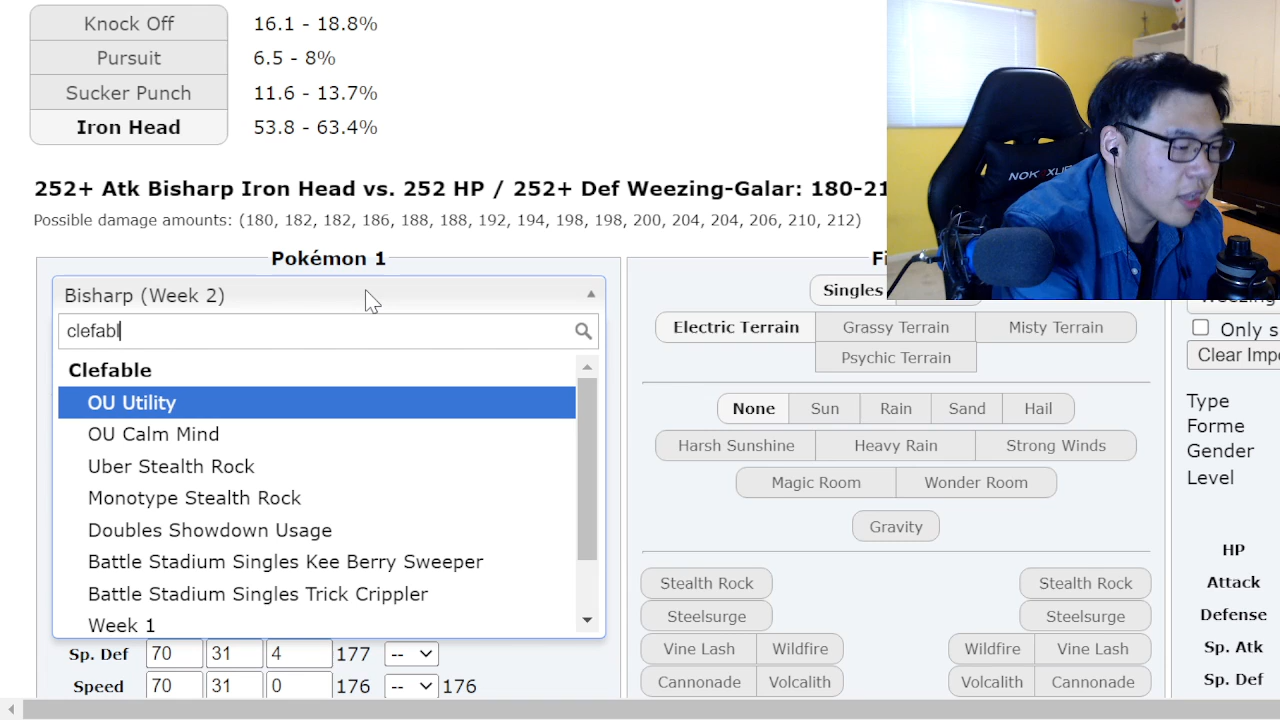 Knock Off 16.1 - 18.8%
Pursuit 6.5 - 8%
Sucker Punch 11.6 - 13.7%
Iron Head 53.8 - 63.4%
252+ Atk Bisharp Iron Head vs. 252 HP / 252+ Def Weezing-Galar: 180-21
Possible damage amounts: (180, 182, 182, 186, 188, 188, 192, 194, 198, 198, 200, 204, 204, 206, 210, 212)
Pokémon 1
Bisharp (Week 2)
clefabl
Clefable
OU Utility
OU Calm Mind
Uber Stealth Rock
Monotype Stealth Rock
Doubles Showdown Usage
Battle Stadium Singles Kee Berry Sweeper
Battle Stadium Singles Trick Crippler
Week 1
Sp. Def 70 31 4 177 --
Speed 70 31 0 176 -- 176
Fi
Singles
Electric Terrain Grassy Terrain Misty Terrain
Psychic Terrain
None Sun Rain Sand Hail
Harsh Sunshine Heavy Rain Strong Winds
Magic Room Wonder Room
Gravity
Stealth Rock Stealth Rock
Steelsurge Steelsurge
Vine Lash Wildfire Wildfire Vine Lash
Cannonade Volcalith Volcalith Cannonade
Only s
Clear Impo
Type
Forme
Gender
Level
HP
Attack
Defense
Sp. Atk
Sp. Def